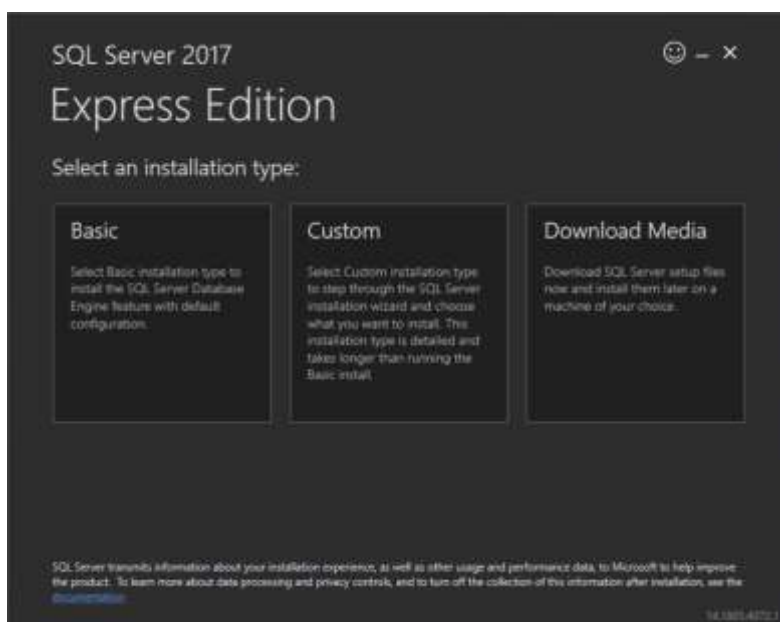 SQL Server 2017
Express Edition
Select an installation type:
Basic
Select Basic installation type to
install the SQL Server Database
Engine feature with default
configuration.
Custom
Select Custom installation type
to step through the SQL Server
installation wizard and choose
what you want to install. This
installation type is detailed and
takes longer than running the
Basic install.
Download Media
Download SQL Server setup files
now and install them later on a
machine of your choice.
SQL Server transmits information about your installation experience, as well as other usage and performance data, to Microsoft to help improve
the product. To learn more about data processing and privacy controls, and to turn off the collection of this information after installation, see the
documentation